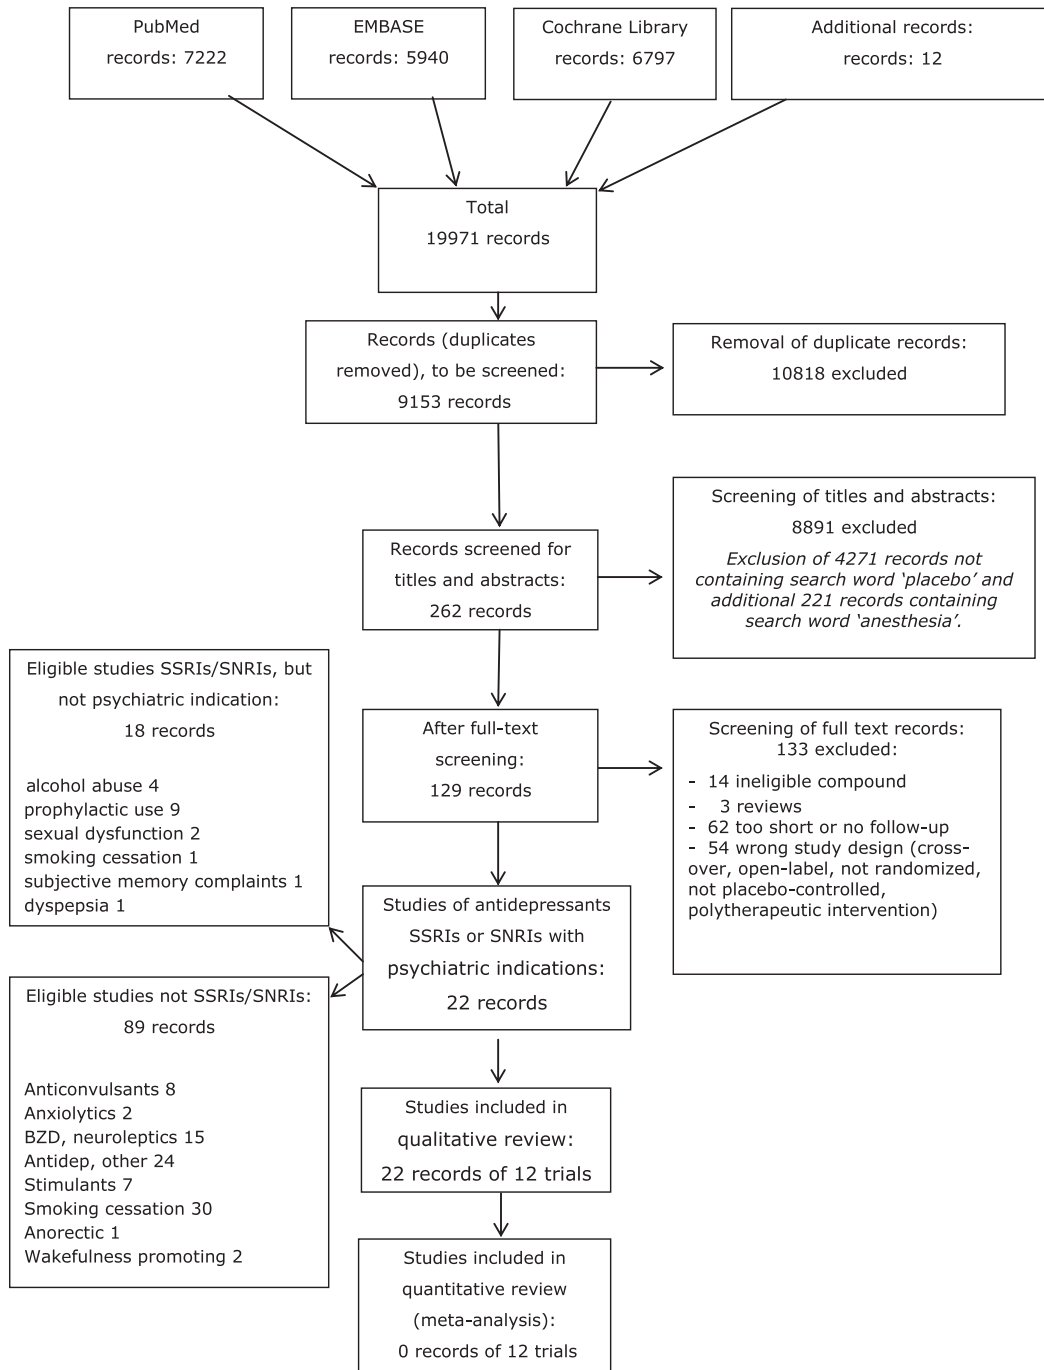 PubMed
records: 7222
EMBASE
records: 5940
Cochrane Library
records: 6797
Additional records:
records: 12
Total
19971 records
Records (duplicates
removed), to be screened:
9153 records
Removal of duplicate records:
10818 excluded
Screening of titles and abstracts:
8891 excluded
Exclusion of 4271 records not
containing search word ‘placebo’ and
additional 221 records containing
search word ‘anesthesia’.
Records screened for
titles and abstracts:
262 records
Eligible studies SSRIs/SNRIs, but
not psychiatric indication:
18 records
alcohol abuse 4
prophylactic use 9
sexual dysfunction 2
smoking cessation 1
subjective memory complaints 1
dyspepsia 1
After full-text
screening:
129 records
Screening of full text records:
133 excluded:
- 14 ineligible compound
- 3 reviews
- 62 too short or no follow-up
- 54 wrong study design (cross-
over, open-label, not randomized,
not placebo-controlled,
polytherapeutic intervention)
Studies of antidepressants
SSRIs or SNRIs with
psychiatric indications:
22 records
Eligible studies not SSRIs/SNRIs:
89 records
Anticonvulsants 8
Anxiolytics 2
BZD, neuroleptics 15
Antidep, other 24
Stimulants 7
Smoking cessation 30
Anorectic 1
Wakefulness promoting 2
Studies included in
qualitative review:
22 records of 12 trials
Studies included in
quantitative review
(meta-analysis):
0 records of 12 trials